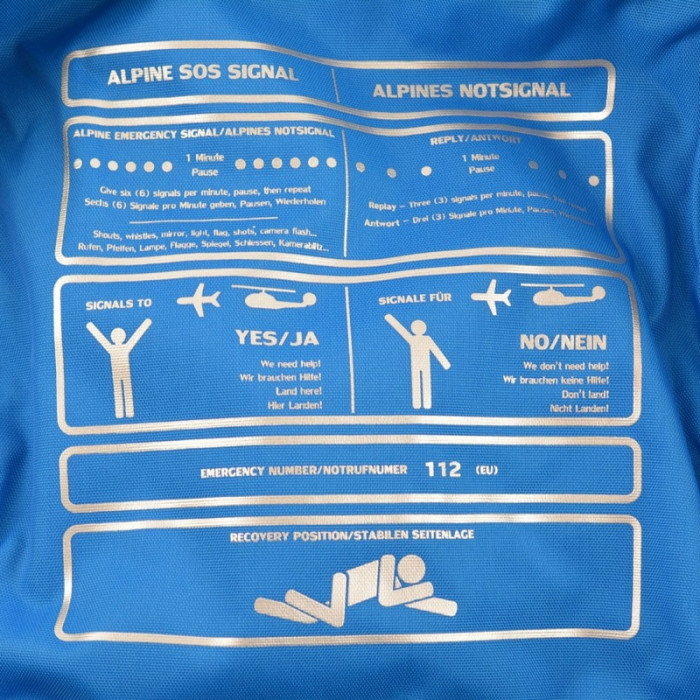 ALPINE SOS SIGNAL
ALPINES NOTSIGNAL
ALPINE EMERGENCY SIGNAL/ALPINES NOTSIGNAL
1 Minute
Pause
Give six (6) signals per minute, pause, then repeat
Sechs (6) Signale pro Minute geben, Pausen, Wiederholen
Shouts, whistles, mirror, light, flag, shots, camera flash...
Rufen, Pfeifen, Lampe, Flagge, Spiegel, Schiessen, Kamerablitz...
REPLY/ANTWORT
1 Minute
Pause
Replay - Three (3) signals per minute, pause,
Antwort - Drei (3) Signale pro Minute, Pausen,
SIGNALS TO
YES/JA
We need help!
Wir brauchen Hilfe!
Land here!
Hier Landen!
SIGNALE FÜR
NO/NEIN
We don't need help!
Wir brauchen keine Hilfe!
Don't land!
Nicht Landen!
EMERGENCY NUMBER/NOTRUFNUMER 112 (EU)
RECOVERY POSITION/STABILEN SEITENLAGE